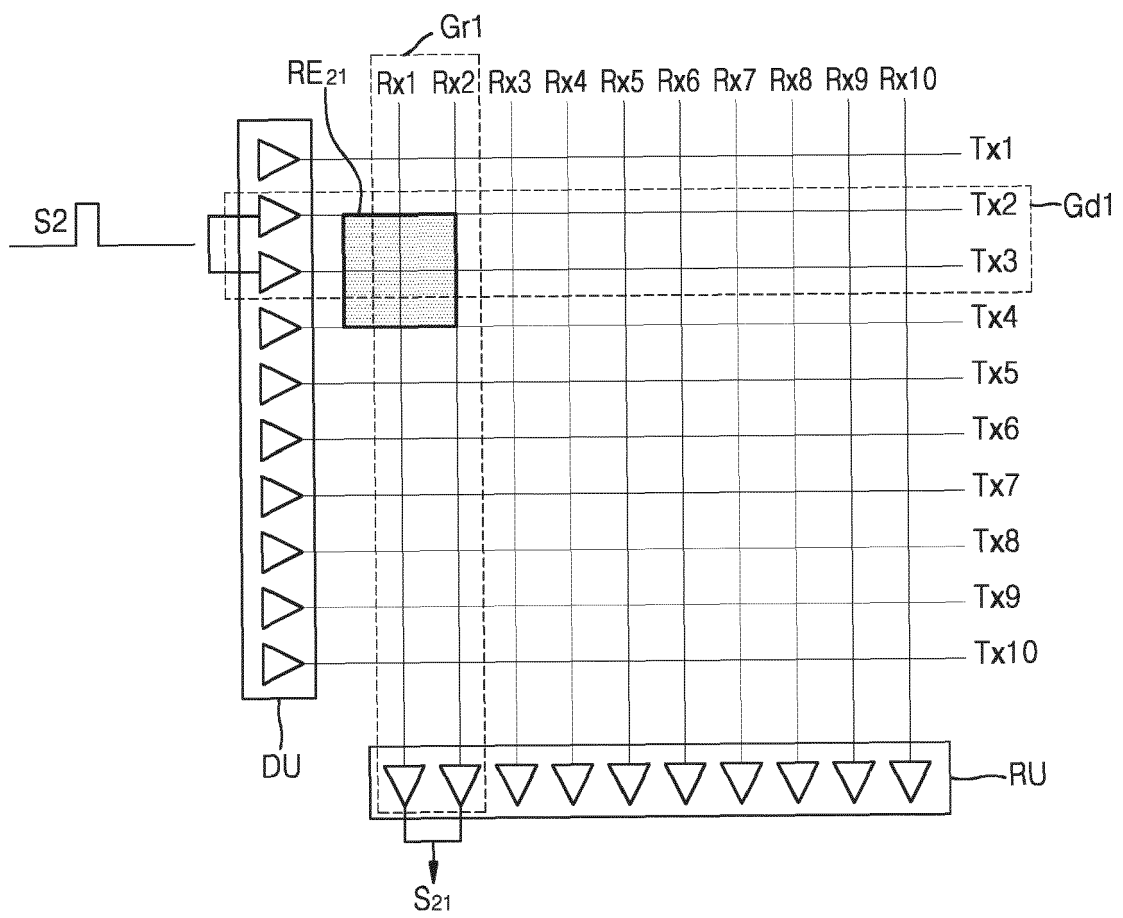 Gr1
RE21
Rx1 Rx2 Rx3 Rx4 Rx5 Rx6 Rx7 Rx8 Rx9 Rx10
Tx1
S2
Tx2
Gd1
Tx3
Tx4
Tx5
Tx6
Tx7
Tx8
Tx9
Tx10
DU
RU
S21